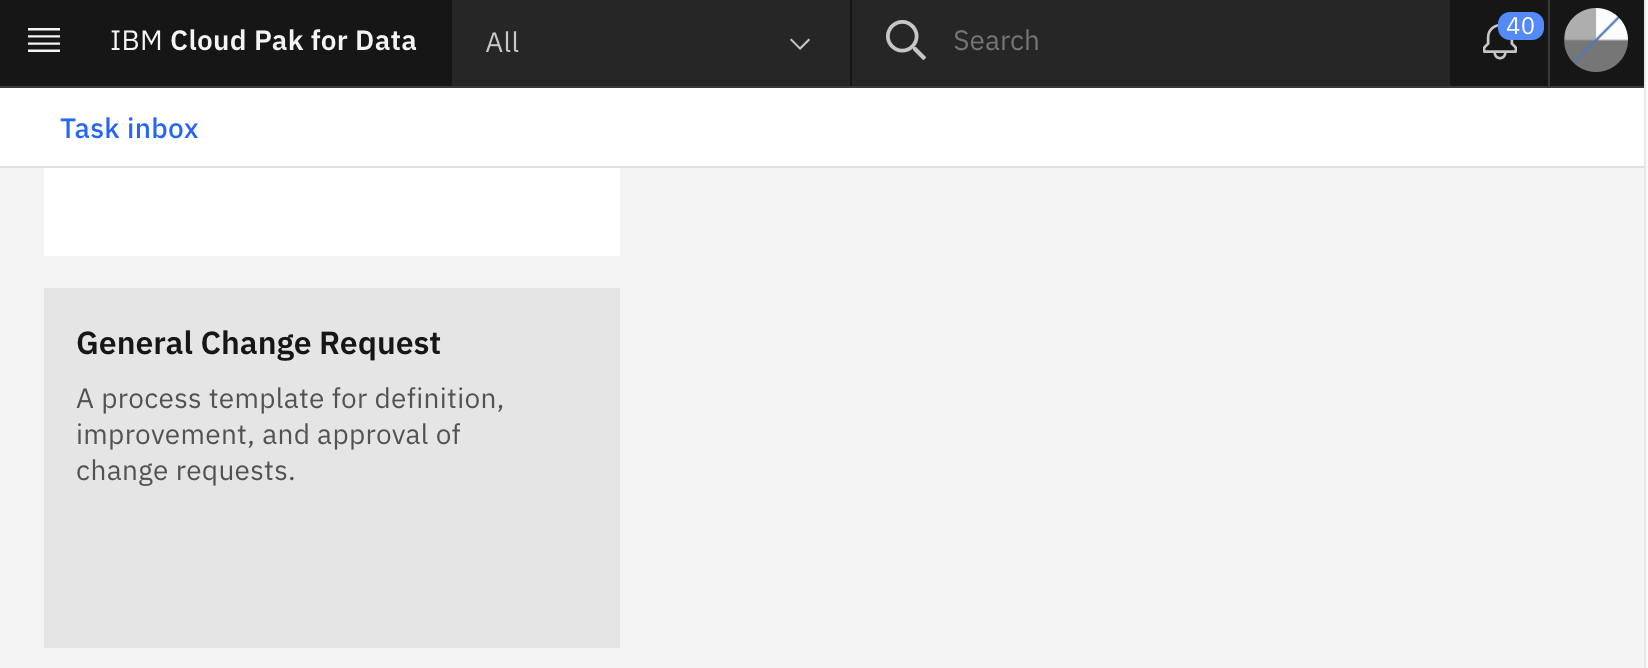 IBM Cloud Pak for Data
All
Search
40
Task inbox
General Change Request
A process template for definition,
improvement, and approval of
change requests.